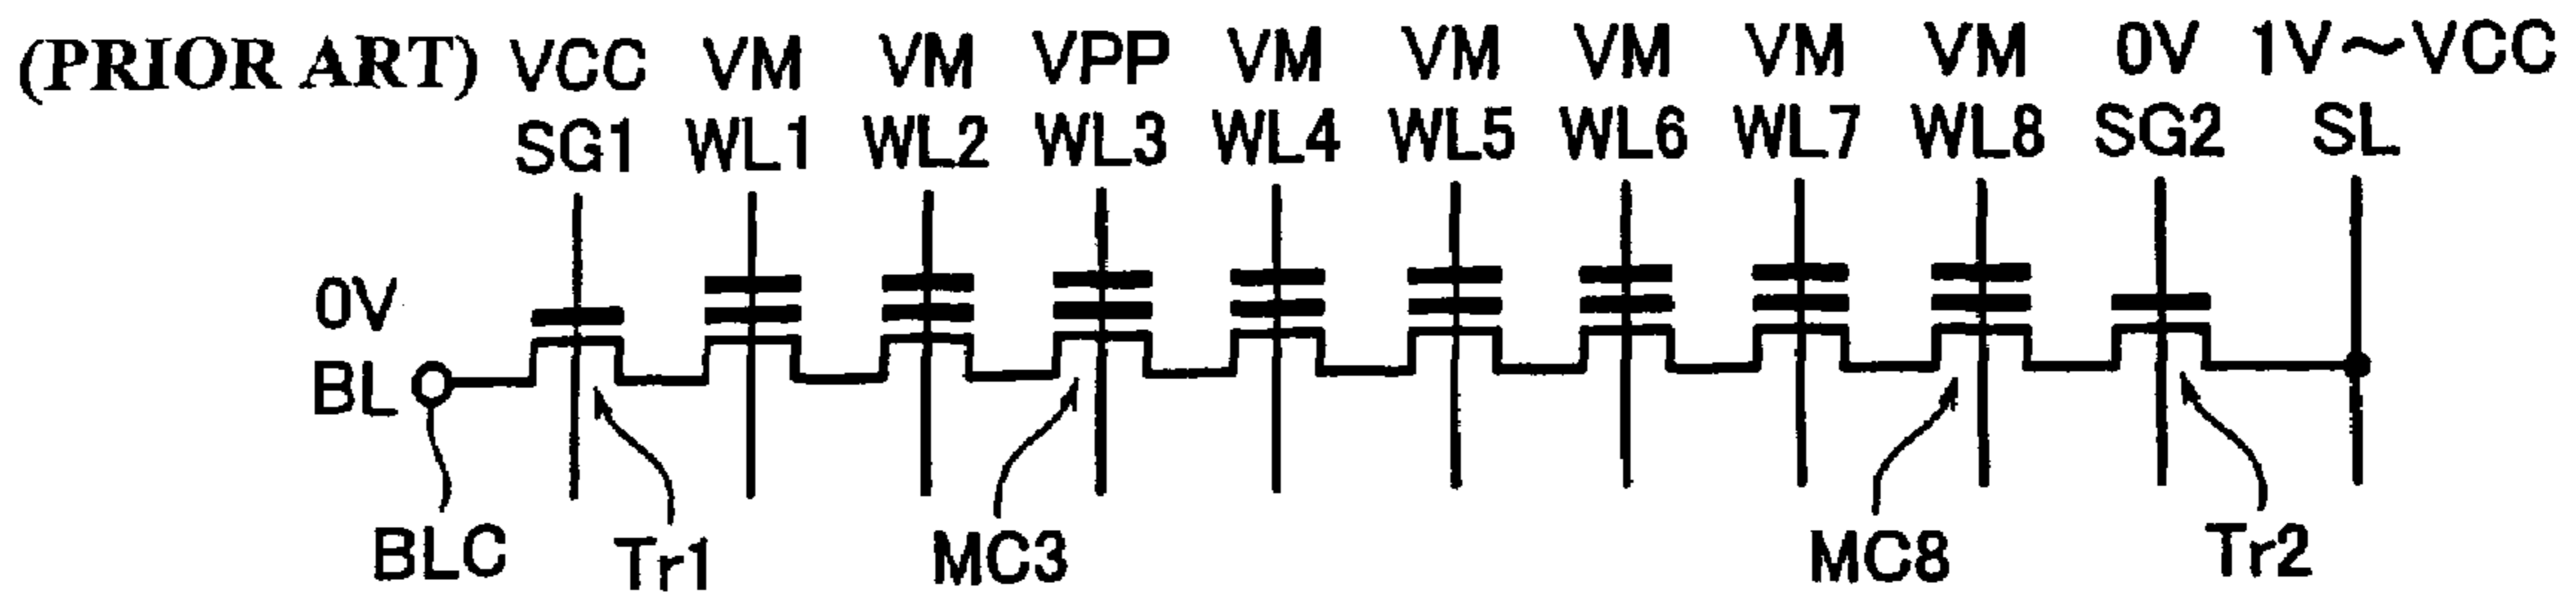 (PRIOR ART) VCC VM VM VPP VM VM VM VM VM 0V 1V~VCC
SG1 WL1 WL2 WL3 WL4 WL5 WL6 WL7 WL8 SG2 SL
0V
BL
BLC Tr1 MC3 MC8 Tr2